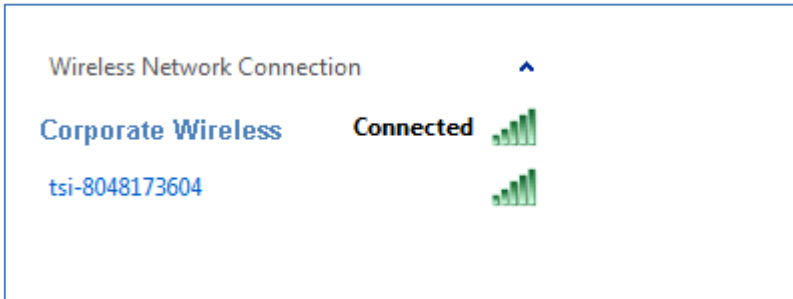 Wireless Network Connection
Corporate Wireless Connected
tsi-8048173604